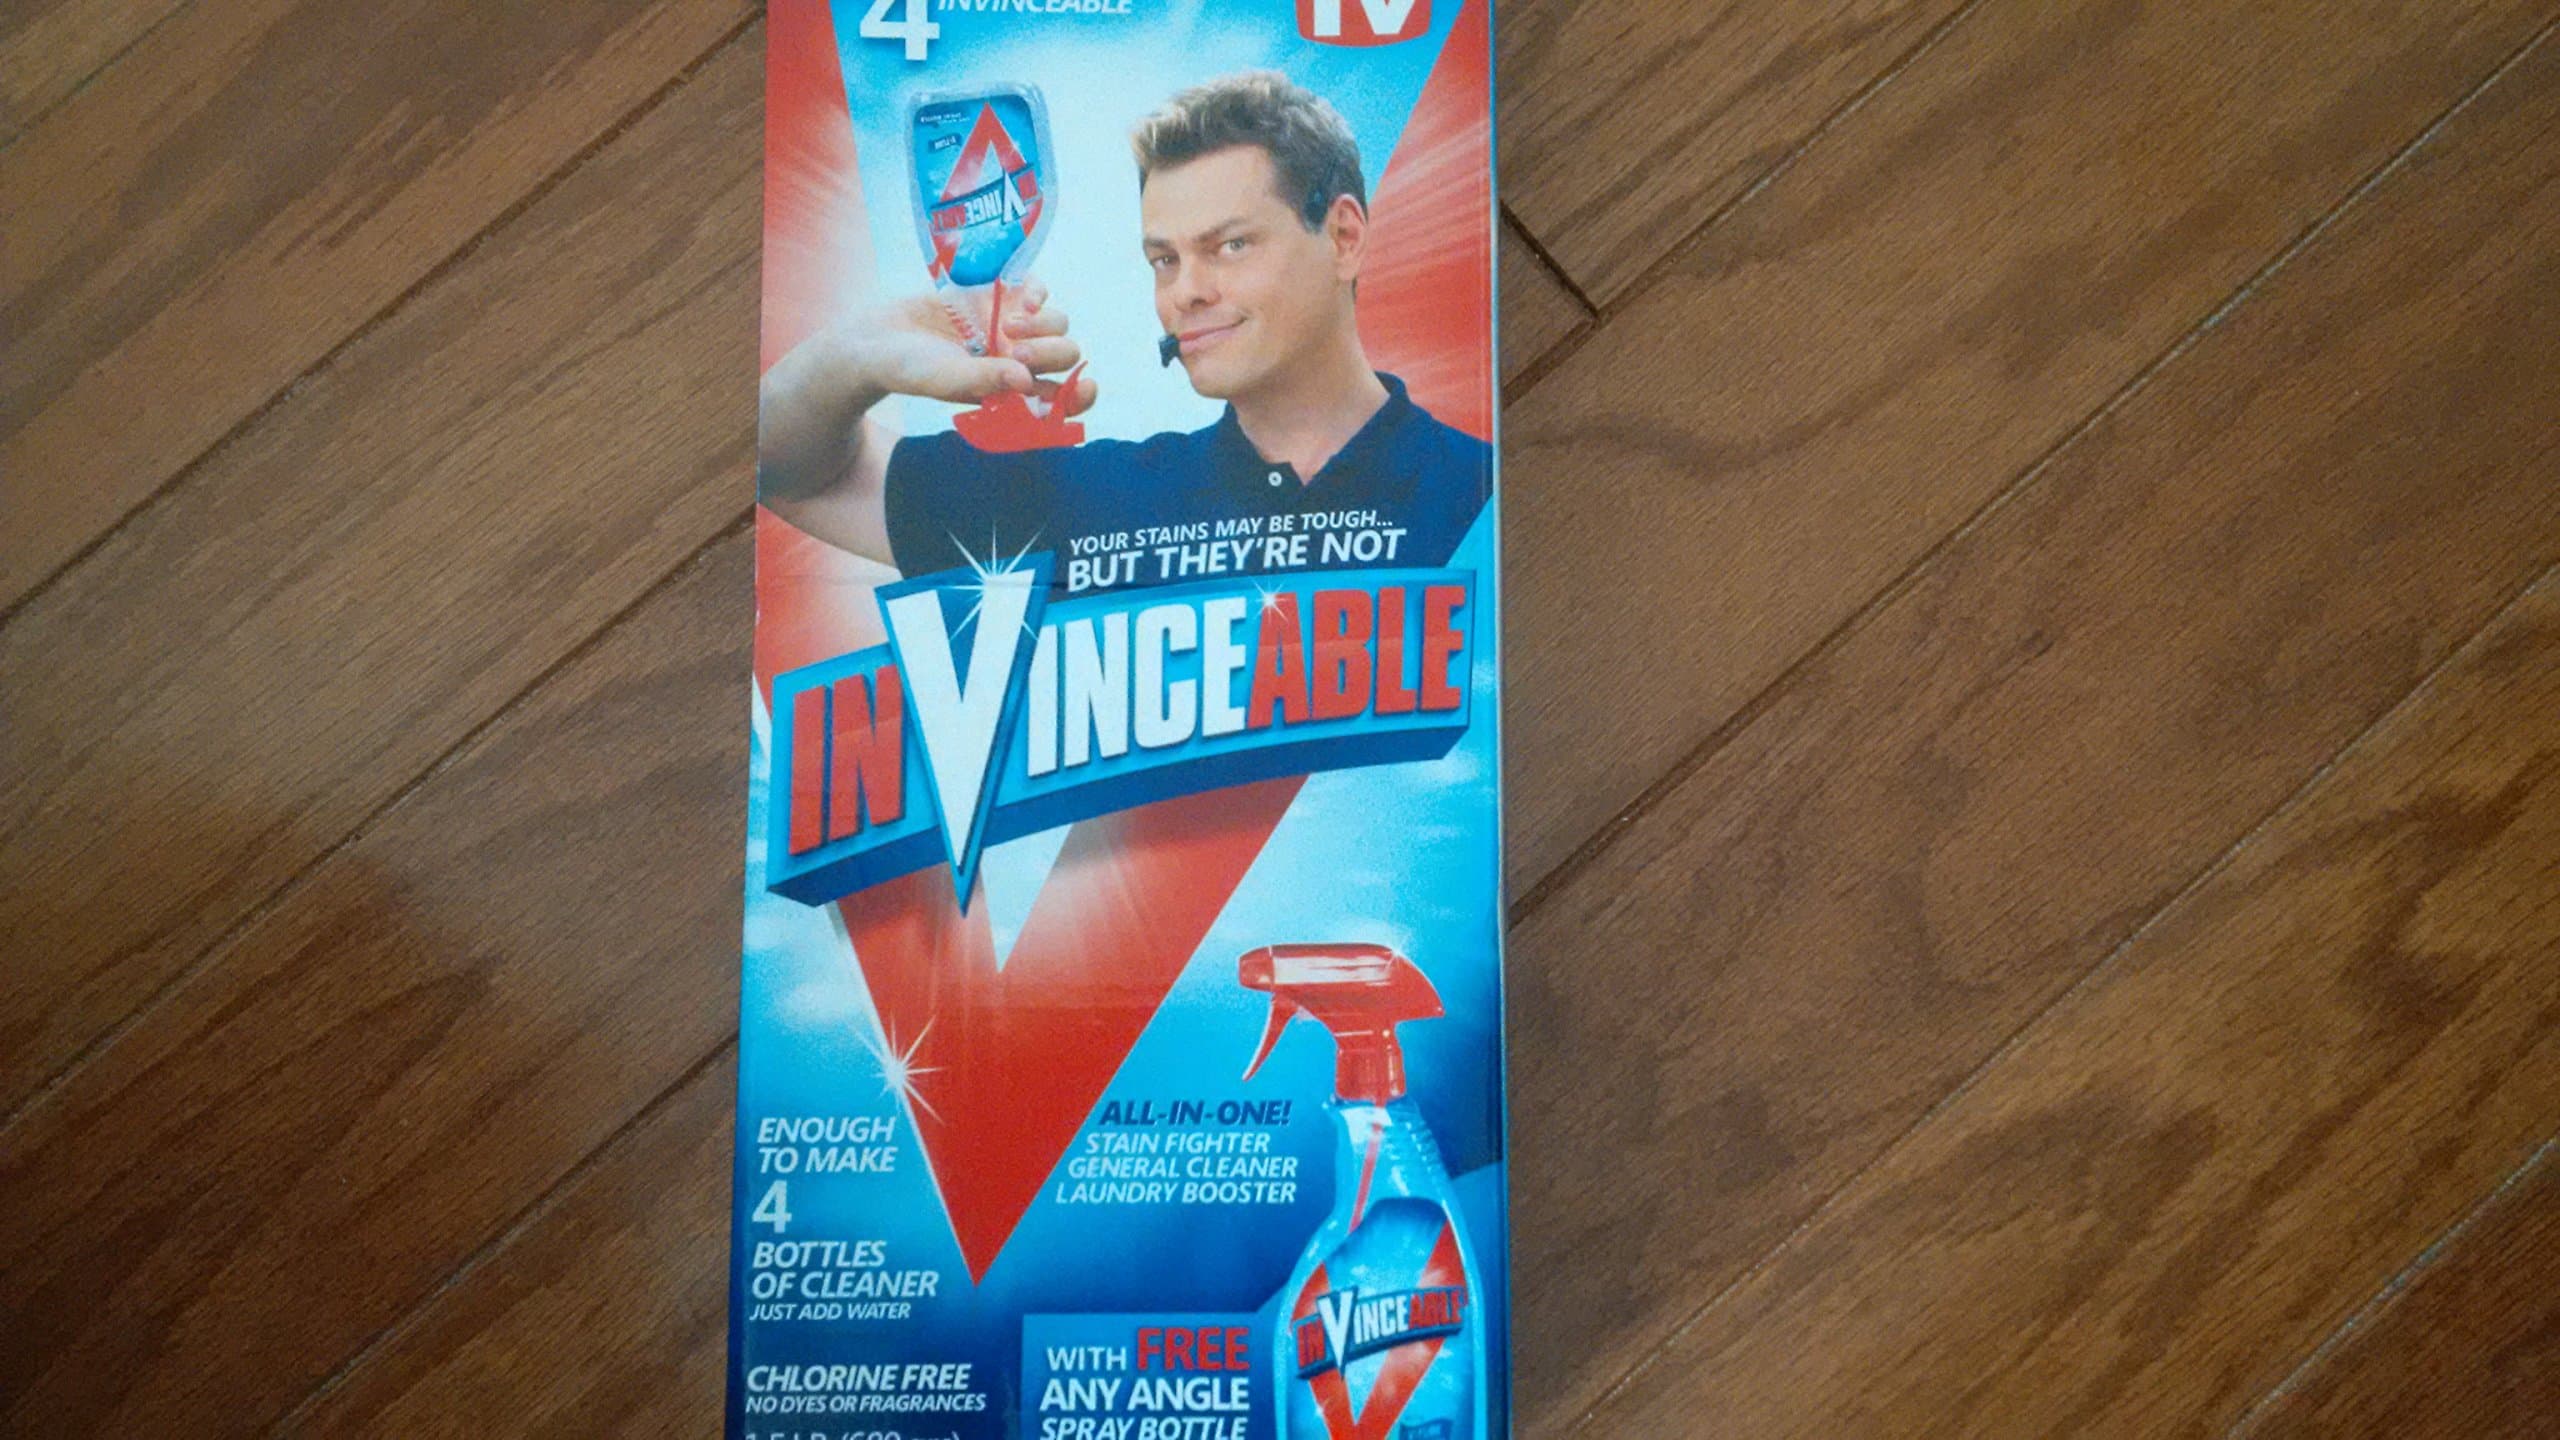 4 INVINCEABLE
TV
INVINCEABLE
YOUR STAINS MAY BE TOUGH...
BUT THEY'RE NOT
INVINCEABLE
ENOUGH
TO MAKE
4
BOTTLES
OF CLEANER
JUST ADD WATER
CHLORINE FREE
NO DYES OR FRAGRANCES
ALL-IN-ONE!
STAIN FIGHTER
GENERAL CLEANER
LAUNDRY BOOSTER
WITH FREE
ANY ANGLE
SPRAY BOTTLE
INVINCEABLE